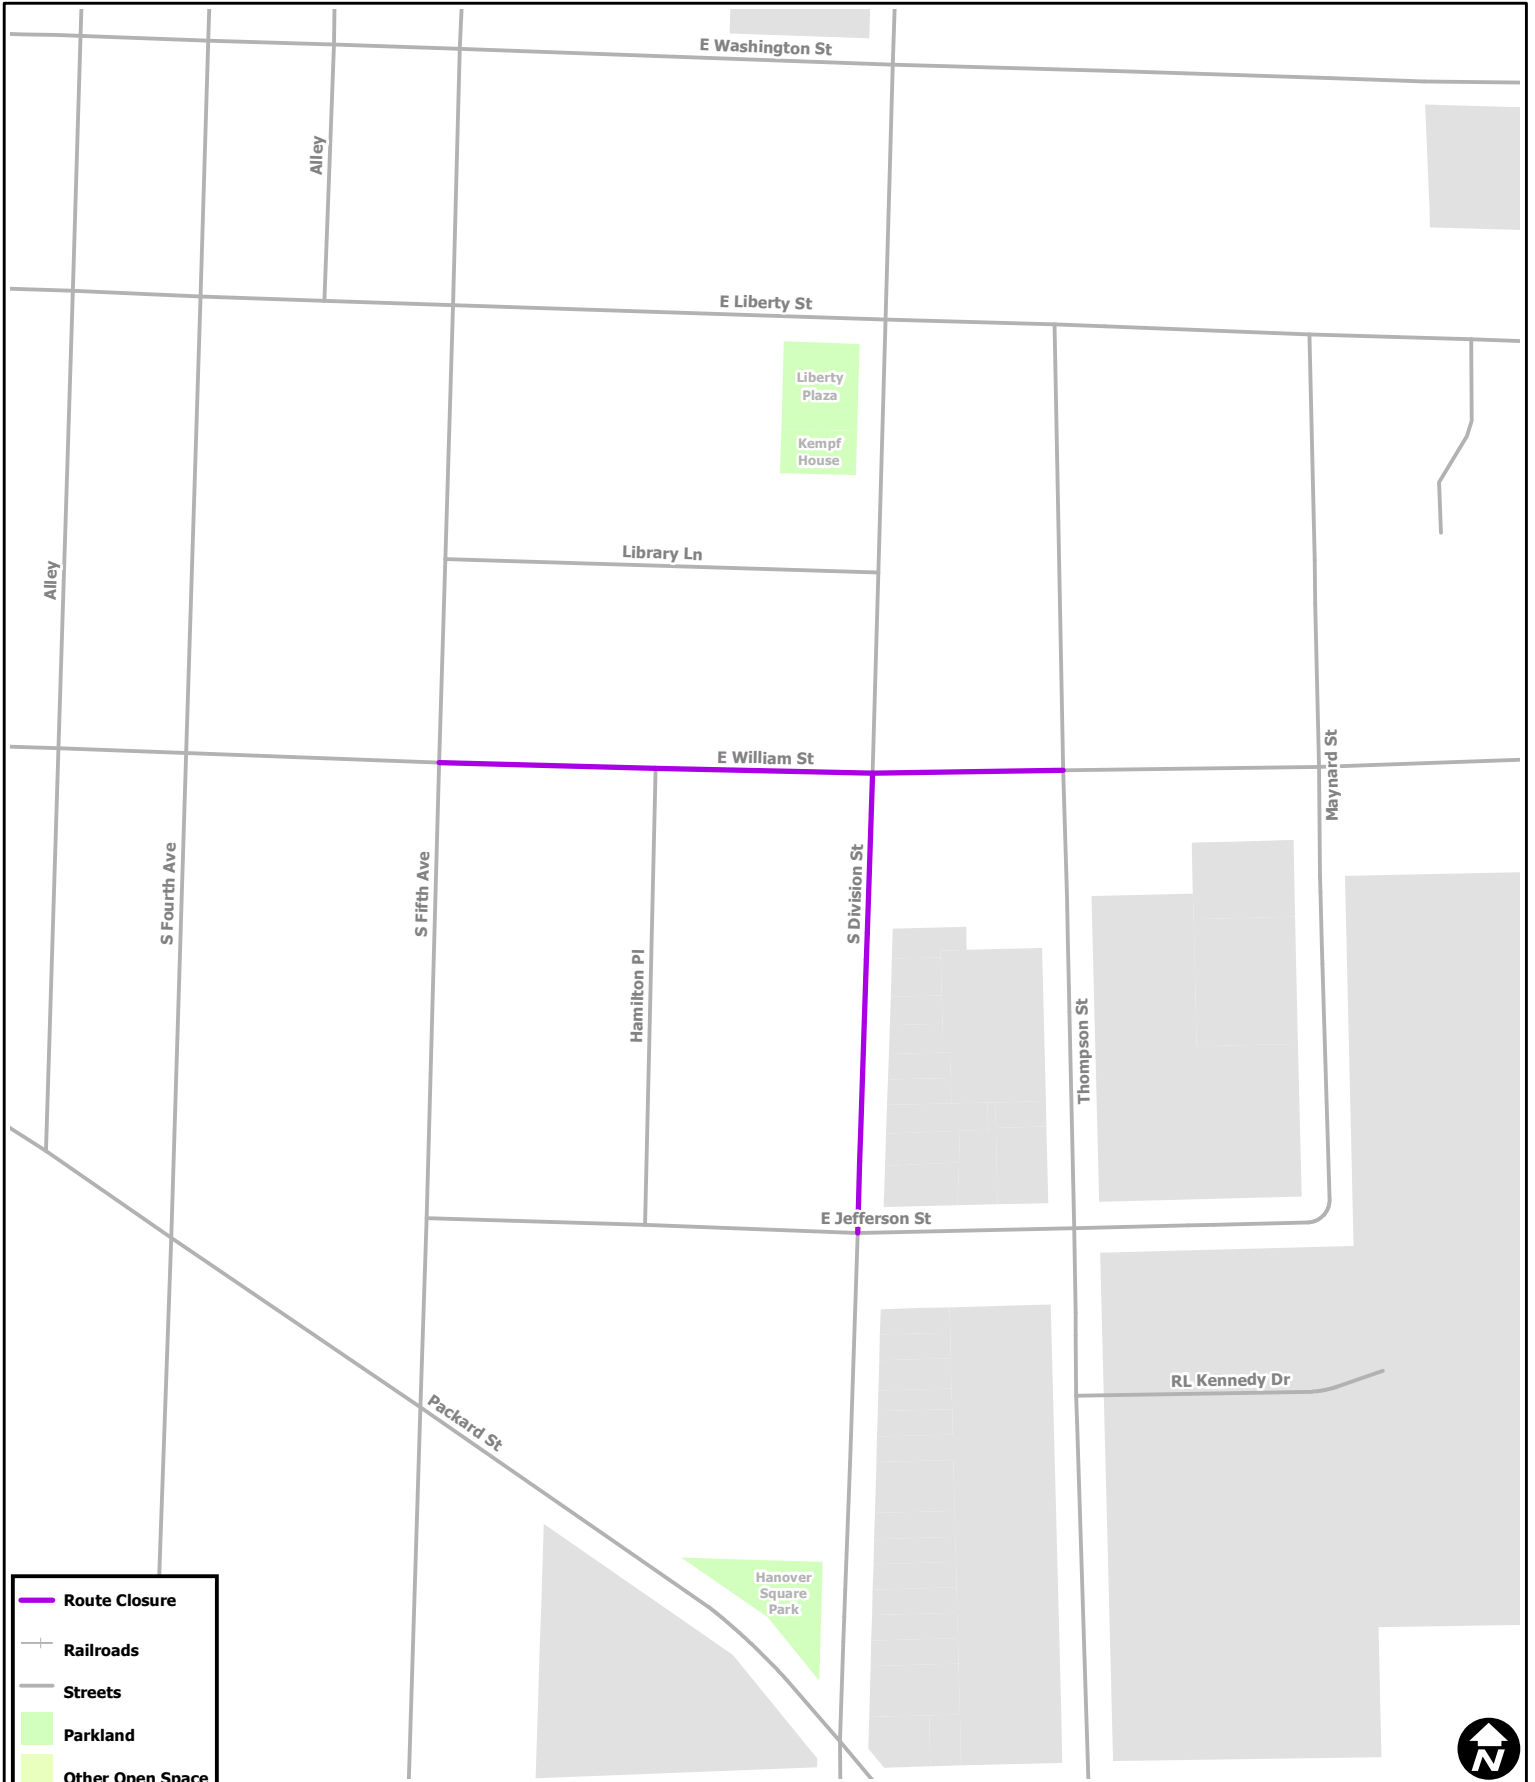 E Washington St
Alley
E Liberty St
Liberty
Plaza
Kempf
House
Library Ln
Alley
E William St
Maynard St
S Fourth Ave
S Fifth Ave
S Division St
Hamilton Pl
Thompson St
E Jefferson St
RL Kennedy Dr
Packard St
Hanover
Square
Park
Route Closure
Railroads
Streets
Parkland
Other Open Space
N